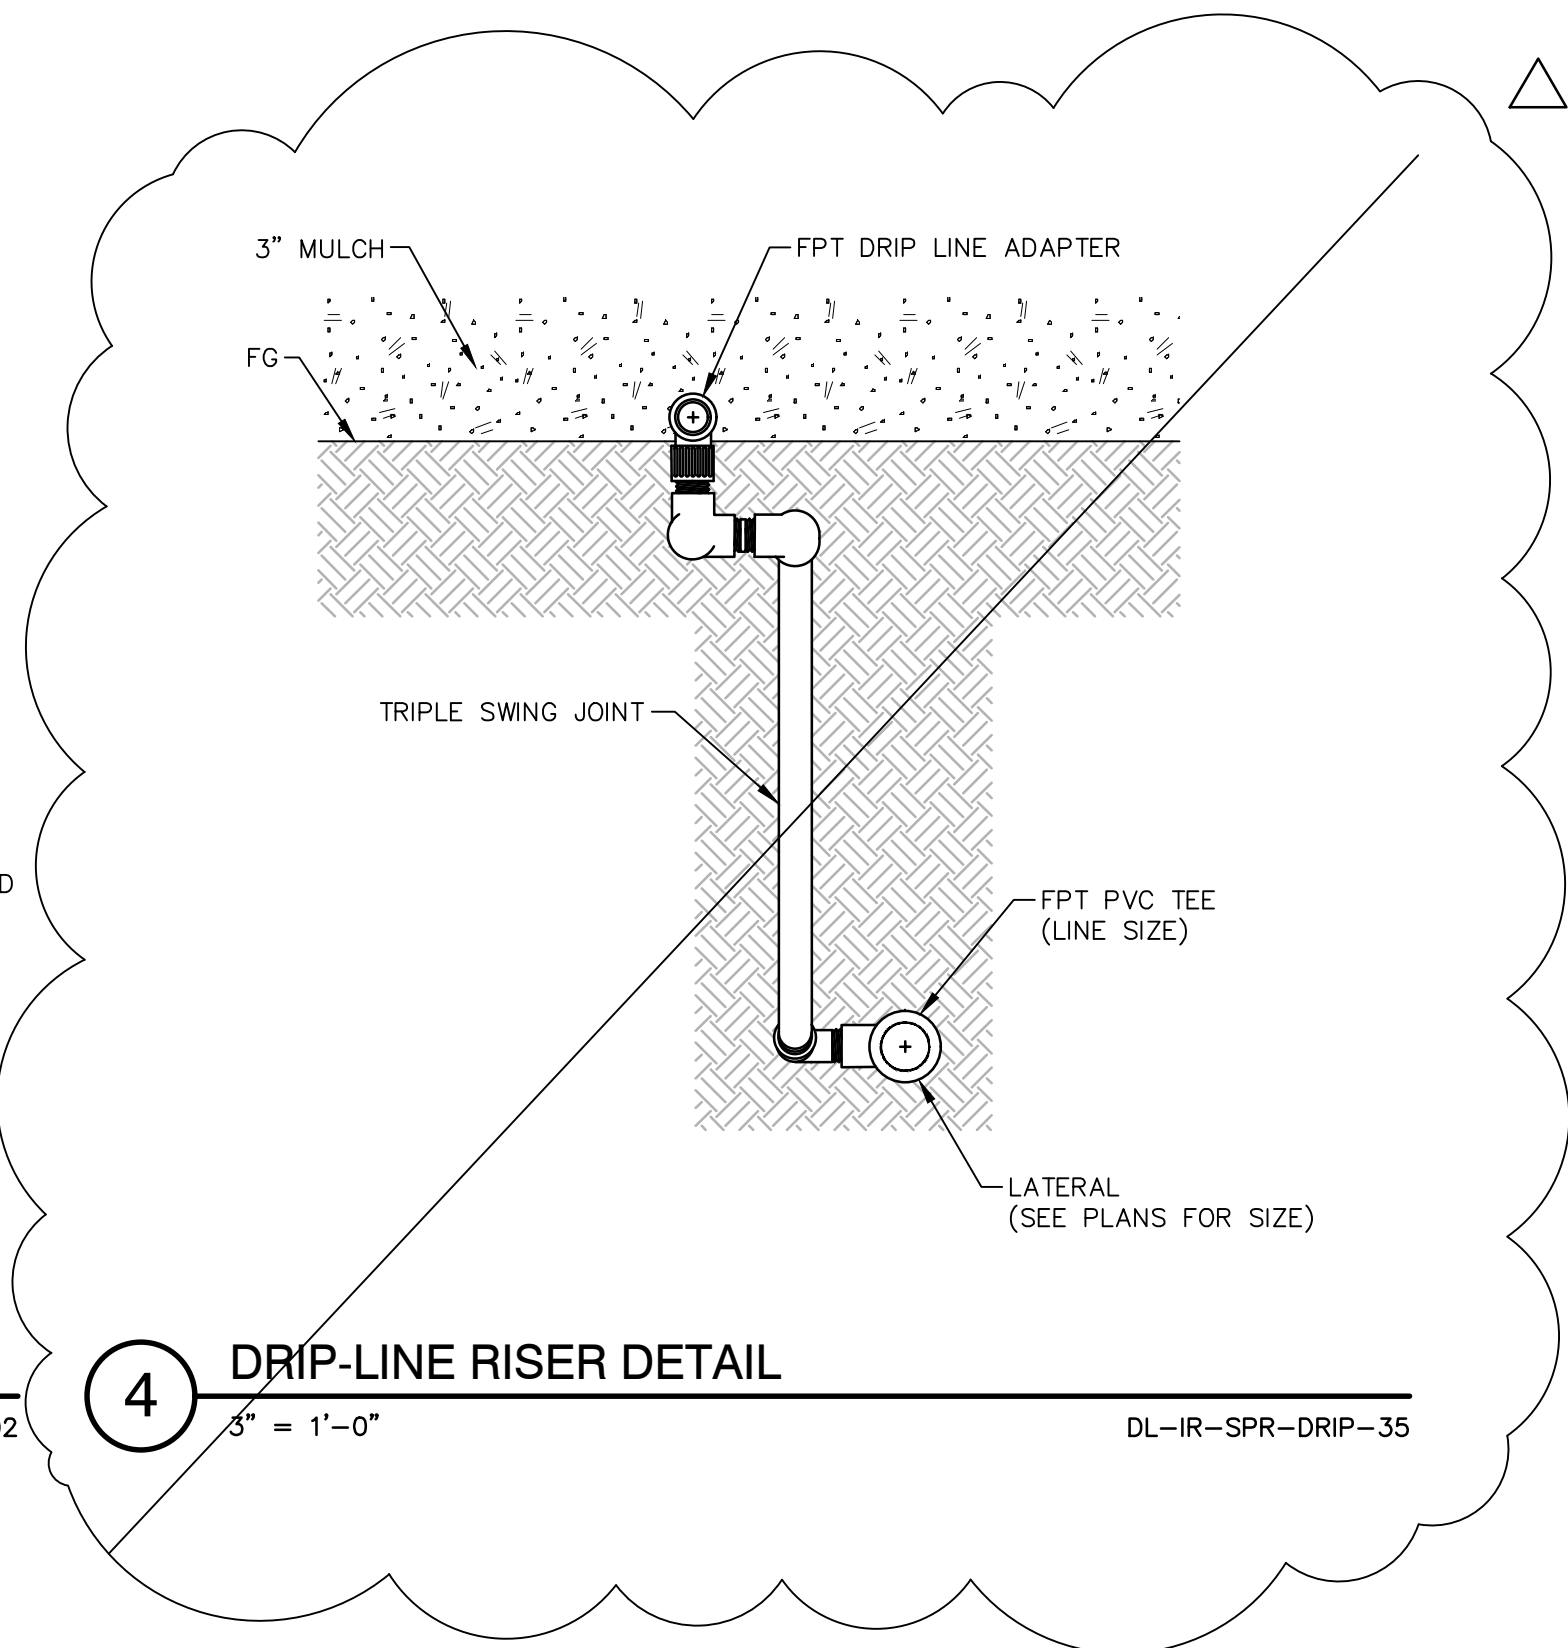 3” MULCH
FPT DRIP LINE ADAPTER
FG
TRIPLE SWING JOINT
D
FPT PVC TEE
(LINE SIZE)
LATERAL
(SEE PLANS FOR SIZE)
4
DRIP-LINE RISER DETAIL
2
3” = 1’-0”
DL-IR-SPR-DRIP-35